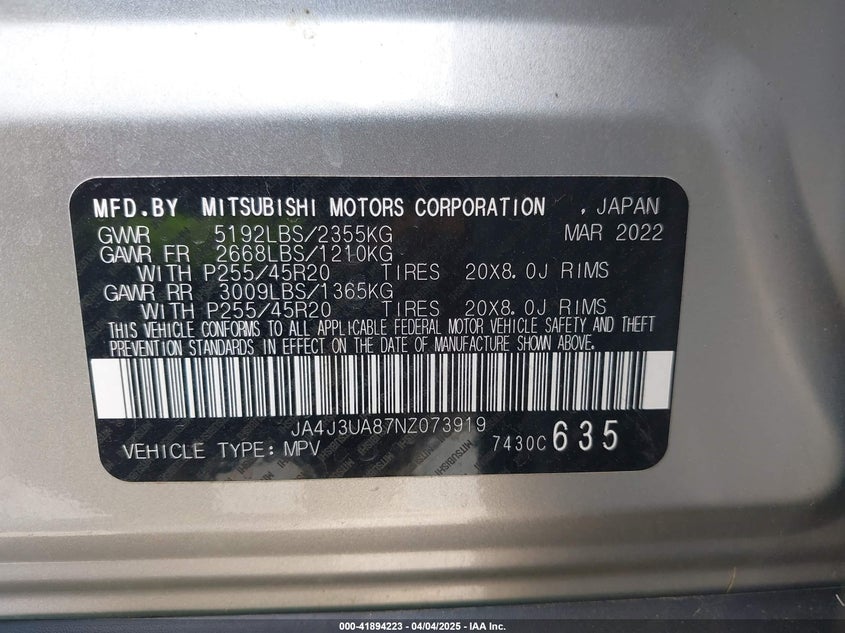 MFD.BY MITSUBISHI MOTORS CORPORATION , JAPAN
GVWR 5192LBS/2355KG MAR 2022
GAWR FR 2668LBS/1210KG
WITH P255/45R20 TIRES 20X8.0J RIMS
GAWR RR 3009LBS/1365KG
WITH P255/45R20 TIRES 20X8.0J RIMS
THIS VEHICLE CONFORMS TO ALL APPLICABLE FEDERAL MOTOR VEHICLE SAFETY AND THEFT
PREVENTION STANDARDS IN EFFECT ON THE DATE OF MANUFACTURE SHOWN ABOVE.
JA4J3UA87NZ073919
VEHICLE TYPE: MPV 7430C 635
000-41894223 - 04/04/2025 - IAA Inc.